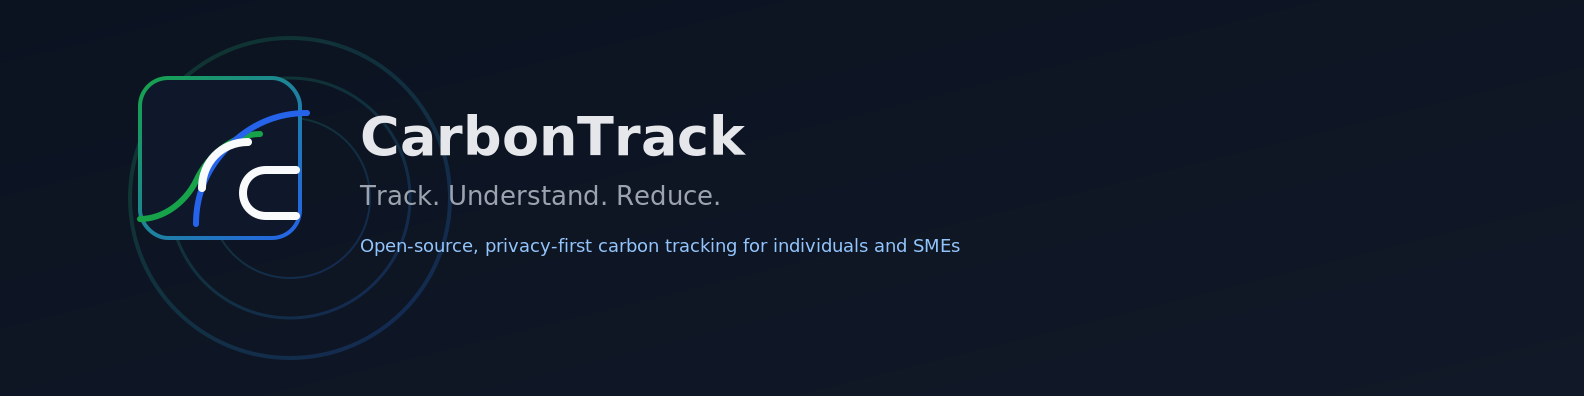 CarbonTrack
Track. Understand. Reduce.
Open-source, privacy-first carbon tracking for individuals and SMEs